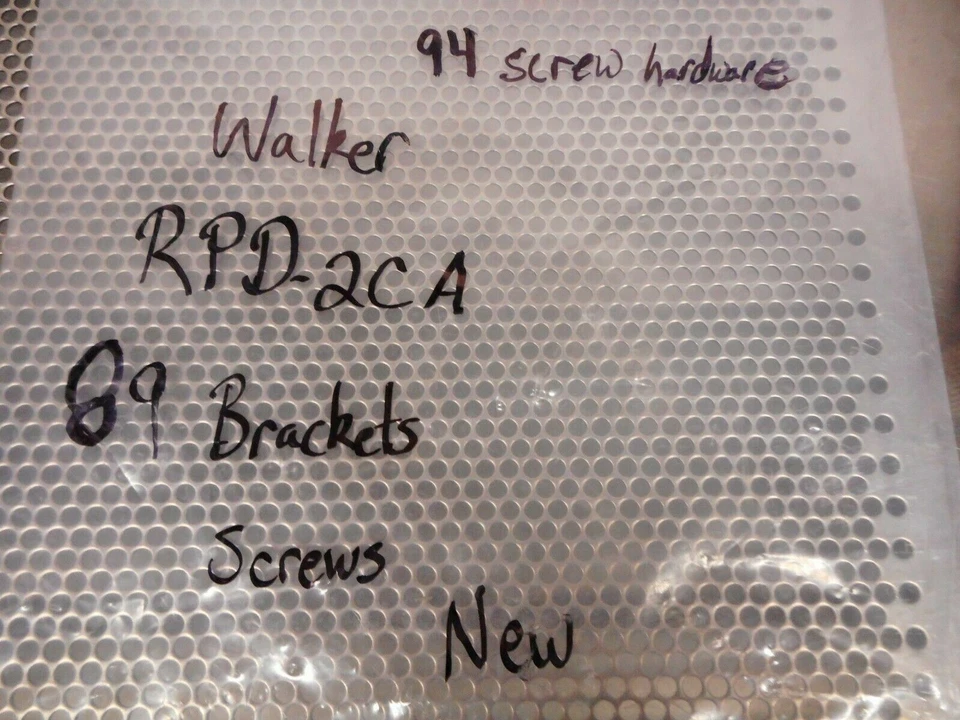 94 screw hardware
Walker
RPD-2CA
89 Brackets
Screws
New